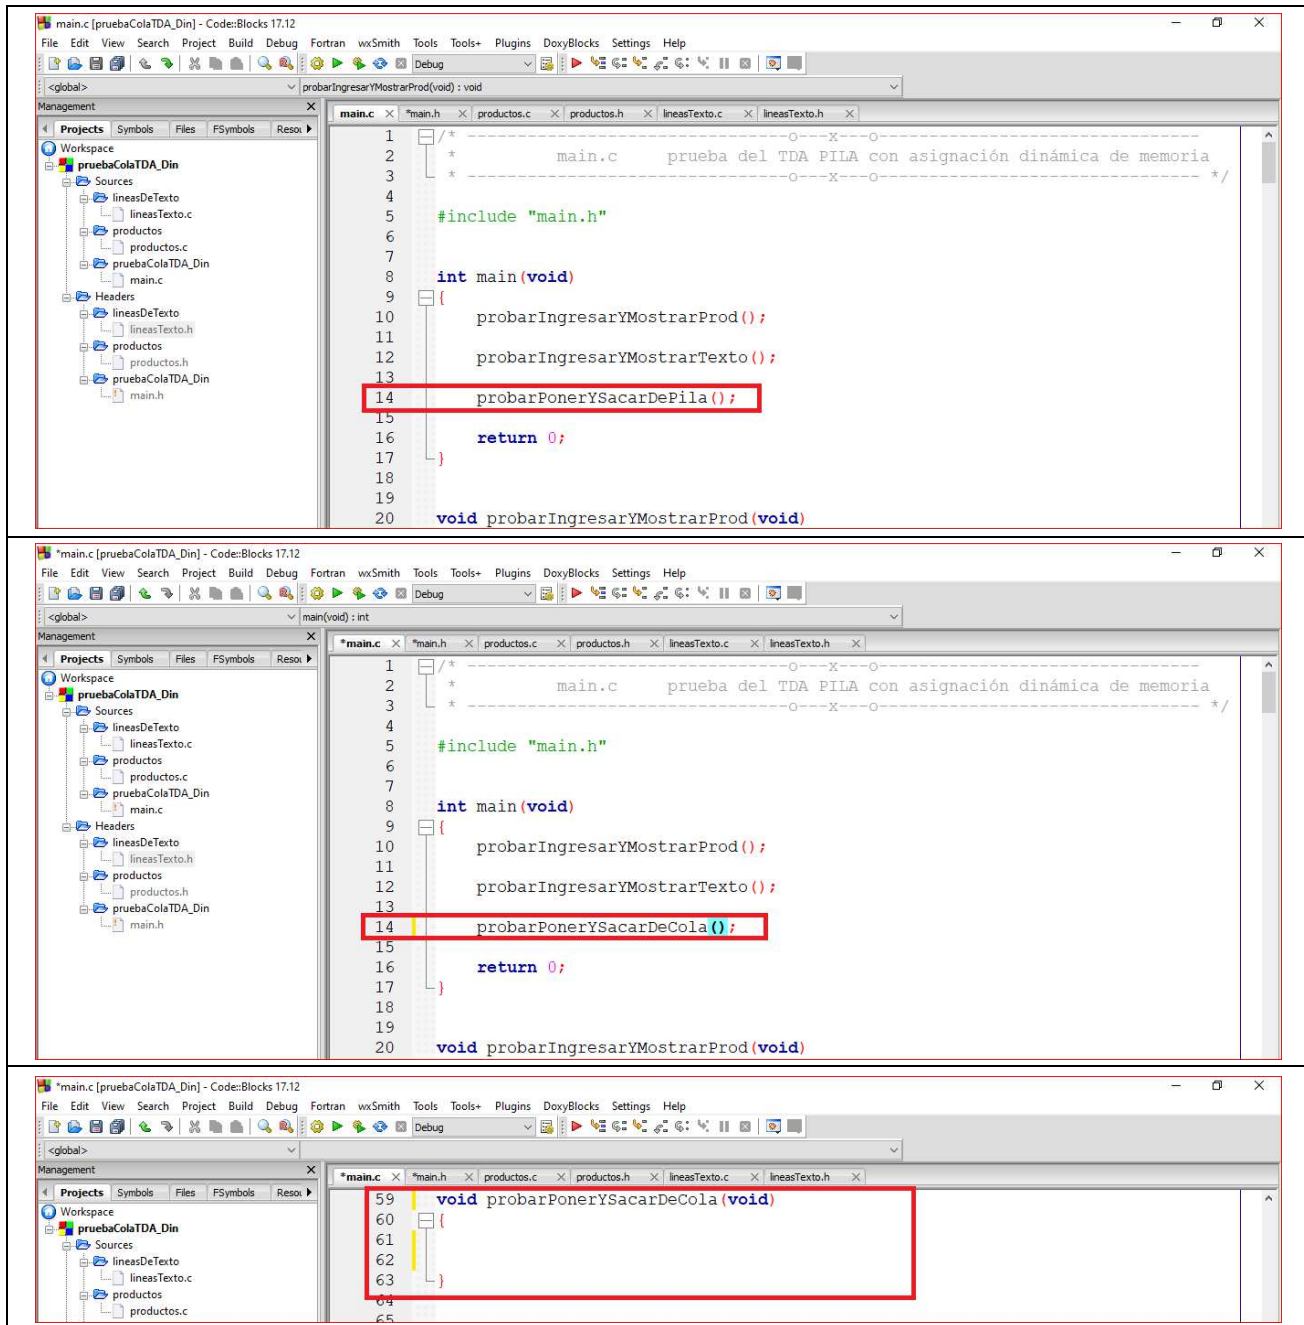 main.c [pruebaColaTDA_Din] - Code::Blocks 17.12
File Edit View Search Project Build Debug Fortran wxSmith Tools Tools+ Plugins DoxyBlocks Settings Help
Debug
<global> probarIngresarYMostrarProd(void) : void
Management
main.c *main.h productos.c productos.h lineasTexto.c lineasTexto.h
Projects Symbols Files FSymbols Resou
Workspace
pruebaColaTDA_Din
Sources
lineasDeTexto
lineasTexto.c
productos
productos.c
pruebaColaTDA_Din
main.c
Headers
lineasDeTexto
lineasTexto.h
productos
productos.h
pruebaColaTDA_Din
main.h
1 /* --------------------------------o---x---o--------------------------------
2 * main.c prueba del TDA PILA con asignación dinámica de memoria
3 * --------------------------------o---x---o-------------------------------- */
4
5 #include "main.h"
6
7
8 int main(void)
9 {
10 probarIngresarYMostrarProd();
11
12 probarIngresarYMostrarTexto();
13
14 probarPonerYSacarDePila();
15
16 return 0;
17 }
18
19
20 void probarIngresarYMostrarProd(void)
*main.c [pruebaColaTDA_Din] - Code::Blocks 17.12
File Edit View Search Project Build Debug Fortran wxSmith Tools Tools+ Plugins DoxyBlocks Settings Help
Debug
<global> main(void) : int
Management
*main.c *main.h productos.c productos.h lineasTexto.c lineasTexto.h
Projects Symbols Files FSymbols Resou
Workspace
pruebaColaTDA_Din
Sources
lineasDeTexto
lineasTexto.c
productos
productos.c
pruebaColaTDA_Din
main.c
Headers
lineasDeTexto
lineasTexto.h
productos
productos.h
pruebaColaTDA_Din
main.h
1 /* --------------------------------o---x---o--------------------------------
2 * main.c prueba del TDA PILA con asignación dinámica de memoria
3 * --------------------------------o---x---o-------------------------------- */
4
5 #include "main.h"
6
7
8 int main(void)
9 {
10 probarIngresarYMostrarProd();
11
12 probarIngresarYMostrarTexto();
13
14 probarPonerYSacarDeCola();
15
16 return 0;
17 }
18
19
20 void probarIngresarYMostrarProd(void)
*main.c [pruebaColaTDA_Din] - Code::Blocks 17.12
File Edit View Search Project Build Debug Fortran wxSmith Tools Tools+ Plugins DoxyBlocks Settings Help
Debug
<global>
Management
*main.c *main.h productos.c productos.h lineasTexto.c lineasTexto.h
Projects Symbols Files FSymbols Resou
Workspace
pruebaColaTDA_Din
Sources
lineasDeTexto
lineasTexto.c
productos
productos.c
59 void probarPonerYSacarDeCola(void)
60 {
61
62
63 }
64
65